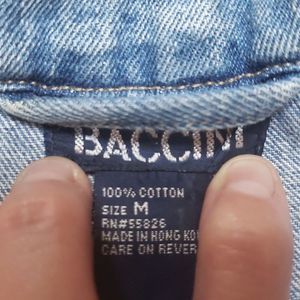 BACCINI
100% COTTON
SIZE M
RN#55826
MADE IN HONG KO
CARE ON REVER